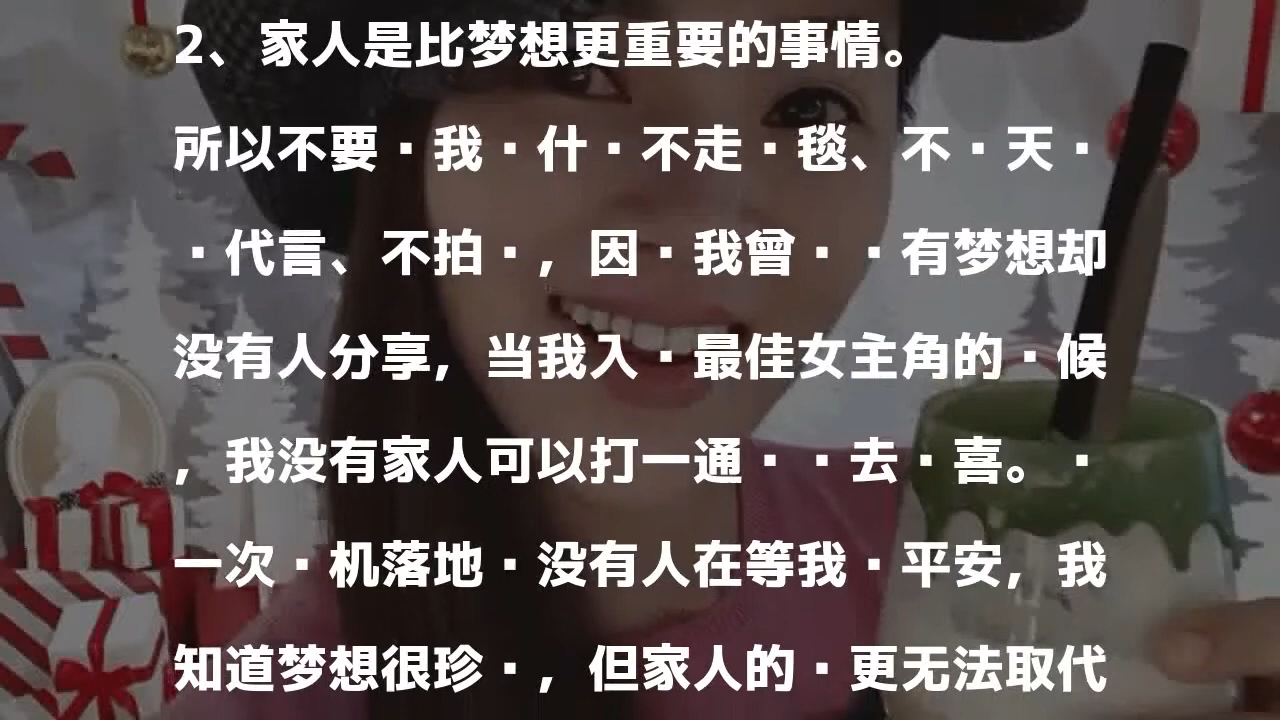 2、家人是比梦想更重要的事情。
所以不要·我·什·不走·毯、不·天·
·代言、不拍·，因·我曾··有梦想却
没有人分享，当我入·最佳女主角的·候
，我没有家人可以打一通··去·喜。·
一次·机落地·没有人在等我·平安，我
知道梦想很珍·，但家人的·更无法取代